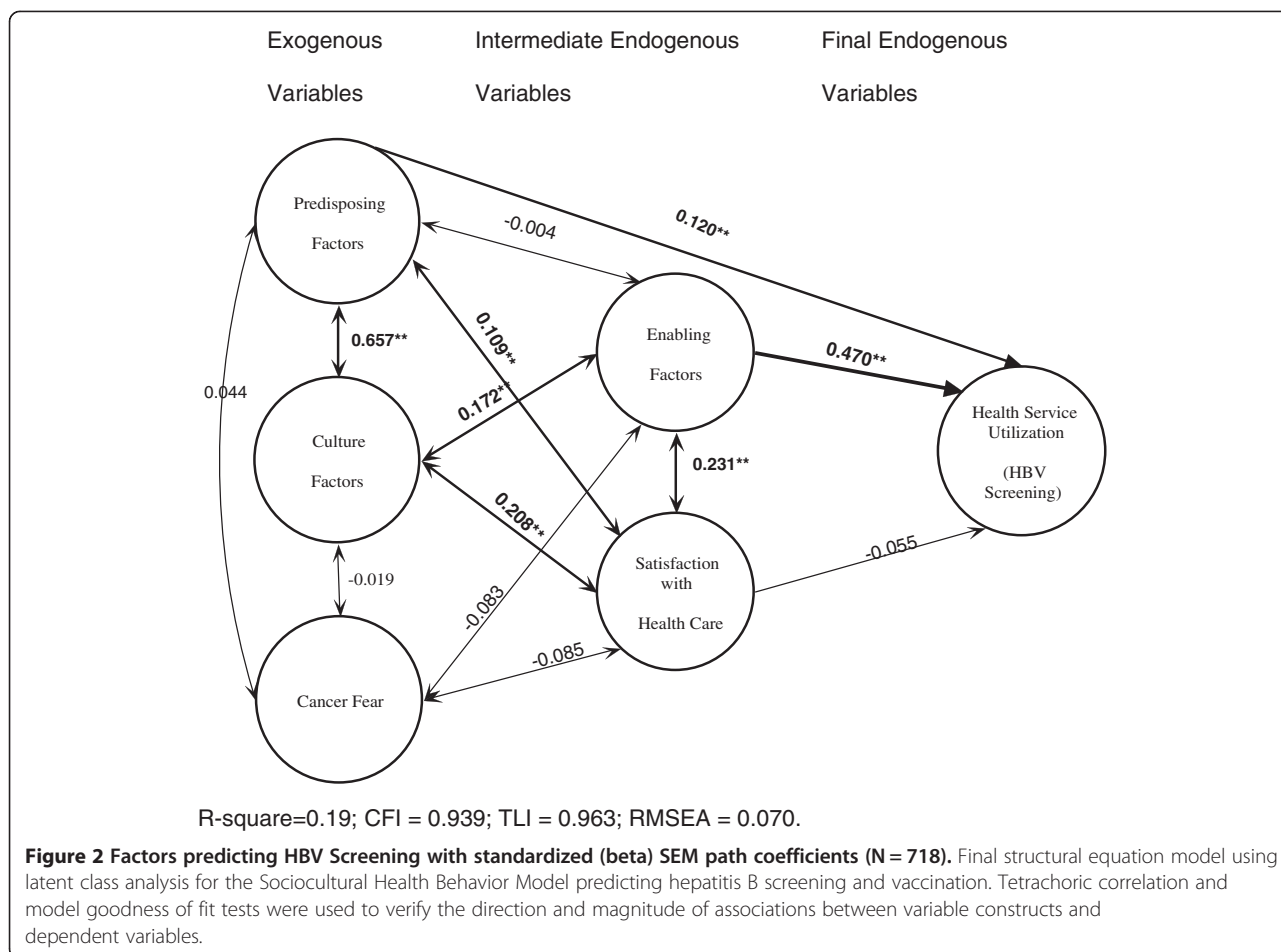 Exogenous Intermediate Endogenous Final Endogenous
Variables Variables Variables
Predisposing
Factors
-0.004
0.120**
0.657**
0.109**
0.044
Enabling
Factors
0.470**
0.172**
Culture
Factors
0.231**
Health Service
Utilization
(HBV
Screening)
0.208**
-0.019
-0.083
Satisfaction
with
Health Care
-0.055
-0.085
Cancer Fear
R-square=0.19; CFI = 0.939; TLI = 0.963; RMSEA = 0.070.
Figure 2 Factors predicting HBV Screening with standardized (beta) SEM path coefficients (N = 718). Final structural equation model using
latent class analysis for the Sociocultural Health Behavior Model predicting hepatitis B screening and vaccination. Tetrachoric correlation and
model goodness of fit tests were used to verify the direction and magnitude of associations between variable constructs and
dependent variables.